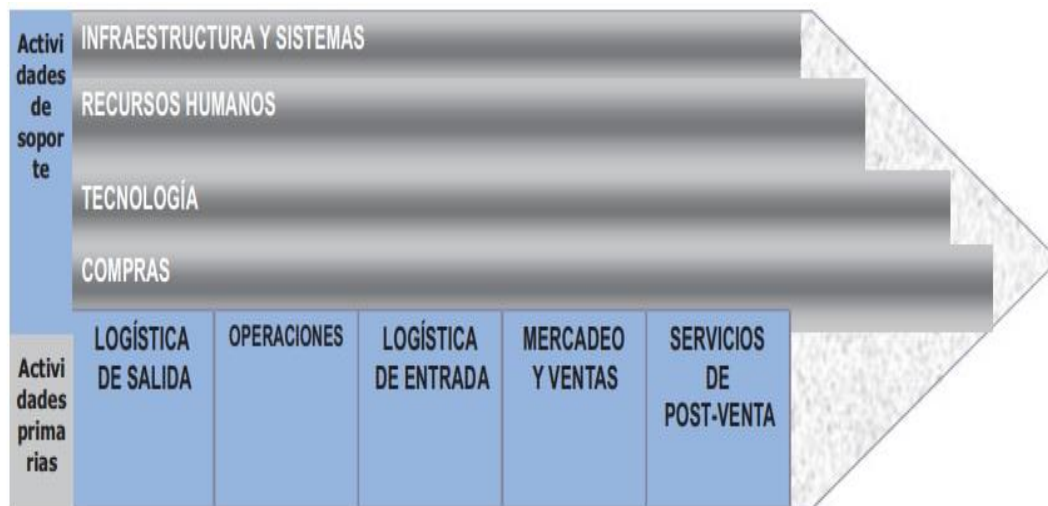 Activi
dades
de
sopor
te
INFRAESTRUCTURA Y SISTEMAS
RECURSOS HUMANOS
TECNOLOGÍA
COMPRAS
Activi
dades
prima
rias
LOGÍSTICA
DE SALIDA
OPERACIONES
LOGÍSTICA
DE ENTRADA
MERCADEO
Y VENTAS
SERVICIOS
DE
POST-VENTA